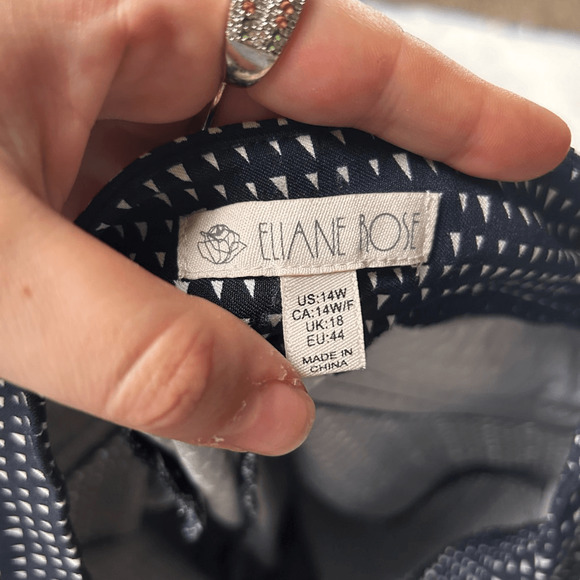 ELIANE ROSE
US:14W
CA:14W/F
UK:18
EU:44
MADE IN
CHINA